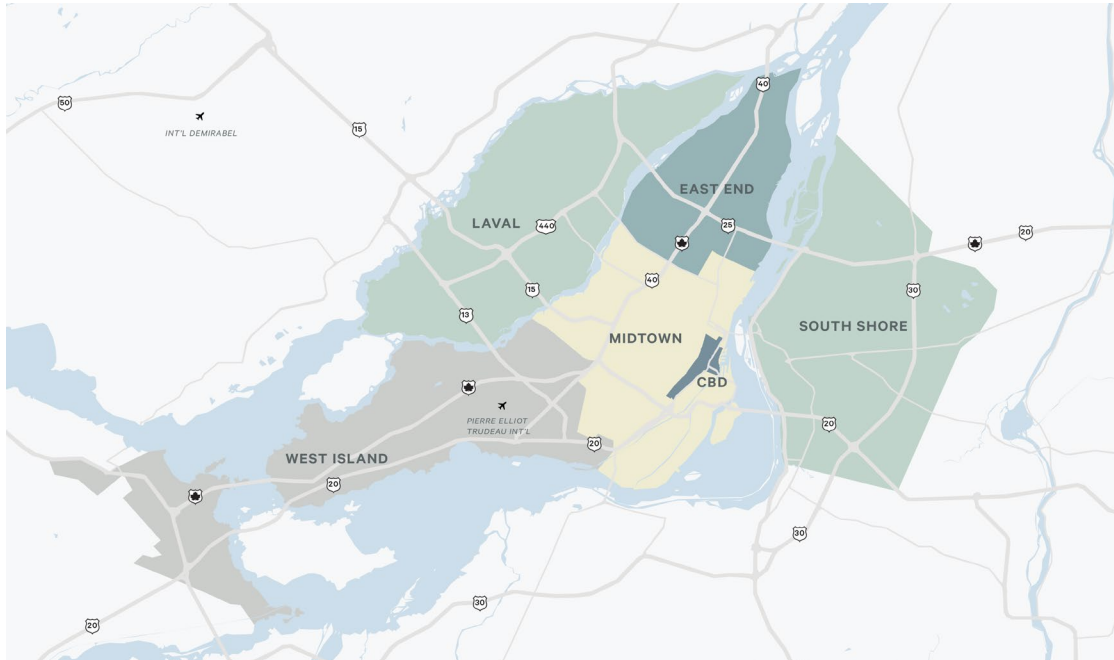 40
50
INT'L DEMIRABEL
15
EAST END
LAVAL
440
25
20
40
15
30
13
SOUTH SHORE
MIDTOWN
CBD
PIERRE ELLIOT
TRUDEAU INT'L
20
20
WEST ISLAND
20
30
30
20